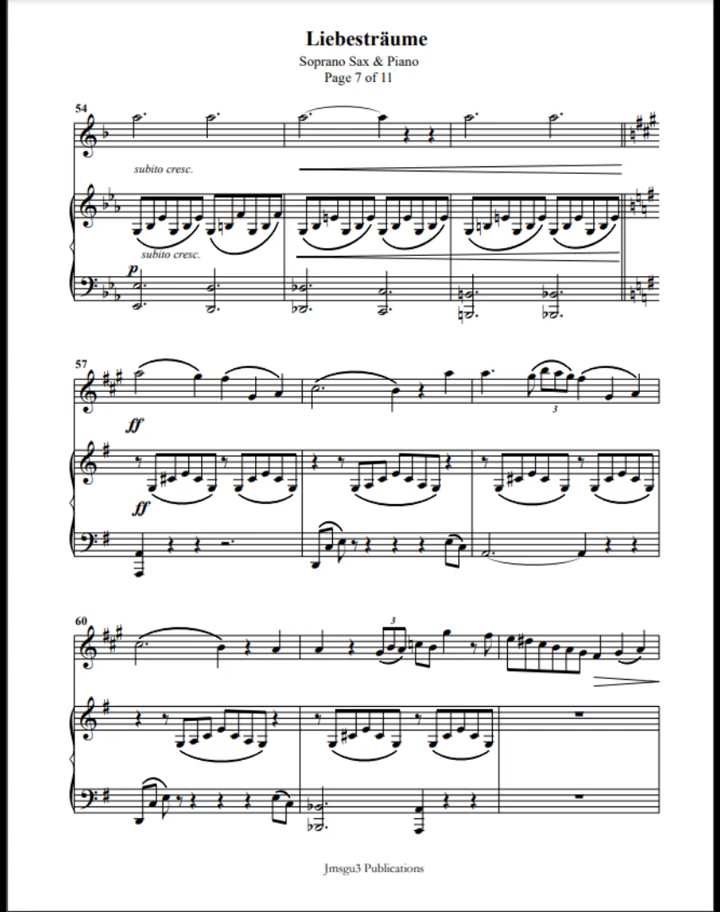 Liebesträume
Soprano Sax & Piano
Page 7 of 11
54
subito cresc.
subito cresc.
p
57
ff
3
ff
60
3
Jmsgu3 Publications